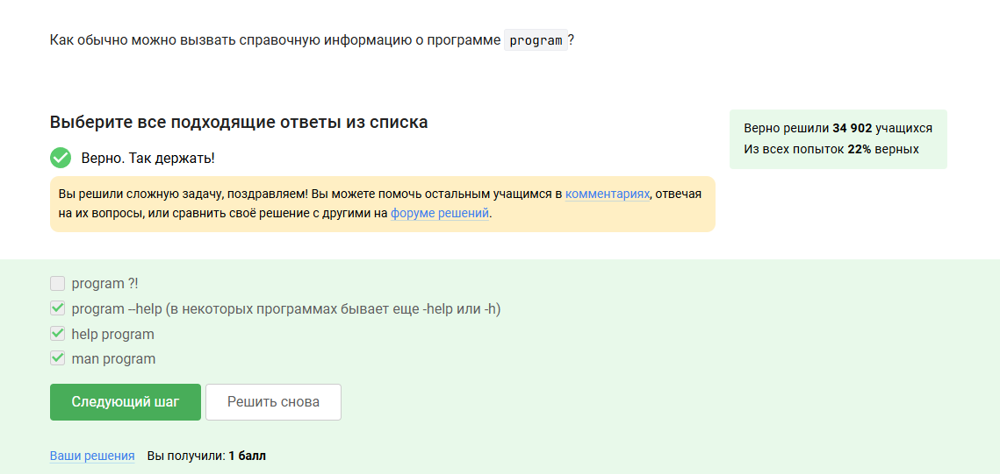 Как обычно можно вызвать справочную информацию о программе program?
Выберите все подходящие ответы из списка
Верно. Так держать!
Вы решили сложную задачу, поздравляем! Вы можете помочь остальным учащимся в комментариях, отвечая
на их вопросы, или сравнить своё решение с другими на форуме решений.
Верно решили 34 902 учащихся
Из всех попыток 22% верных
program ?!
program --help (в некоторых программах бывает еще -help или -h)
help program
man program
Следующий шаг
Решить снова
Ваши решения
Вы получили: 1 балл